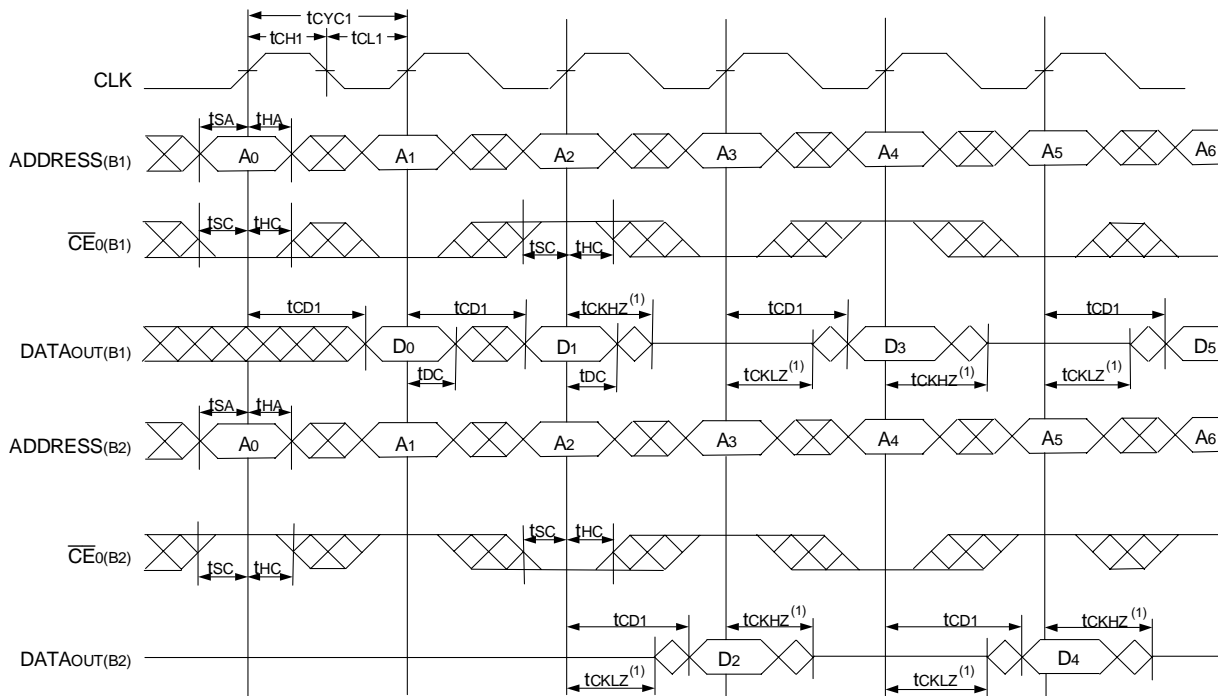 tCYC1
tCH1 tCL1
CLK
tSA tHA
ADDRESS(B1) A0 A1 A2 A3 A4 A5 A6
tSC tHC
CE0(B1)
tSC tHC
tCD1 tCD1 tCKHZ(1) tCD1 tCD1
DATAOUT(B1) D0 D1 D3 D5
tDC tDC tCKLZ(1) tCKHZ(1) tCKLZ(1)
tSA tHA
ADDRESS(B2) A0 A1 A2 A3 A4 A5 A6
tSC tHC
CE0(B2)
tSC tHC
tCD1 tCKHZ(1) tCD1 tCKHZ(1)
DATAOUT(B2) D2 D4
tCKLZ(1) tCKLZ(1)